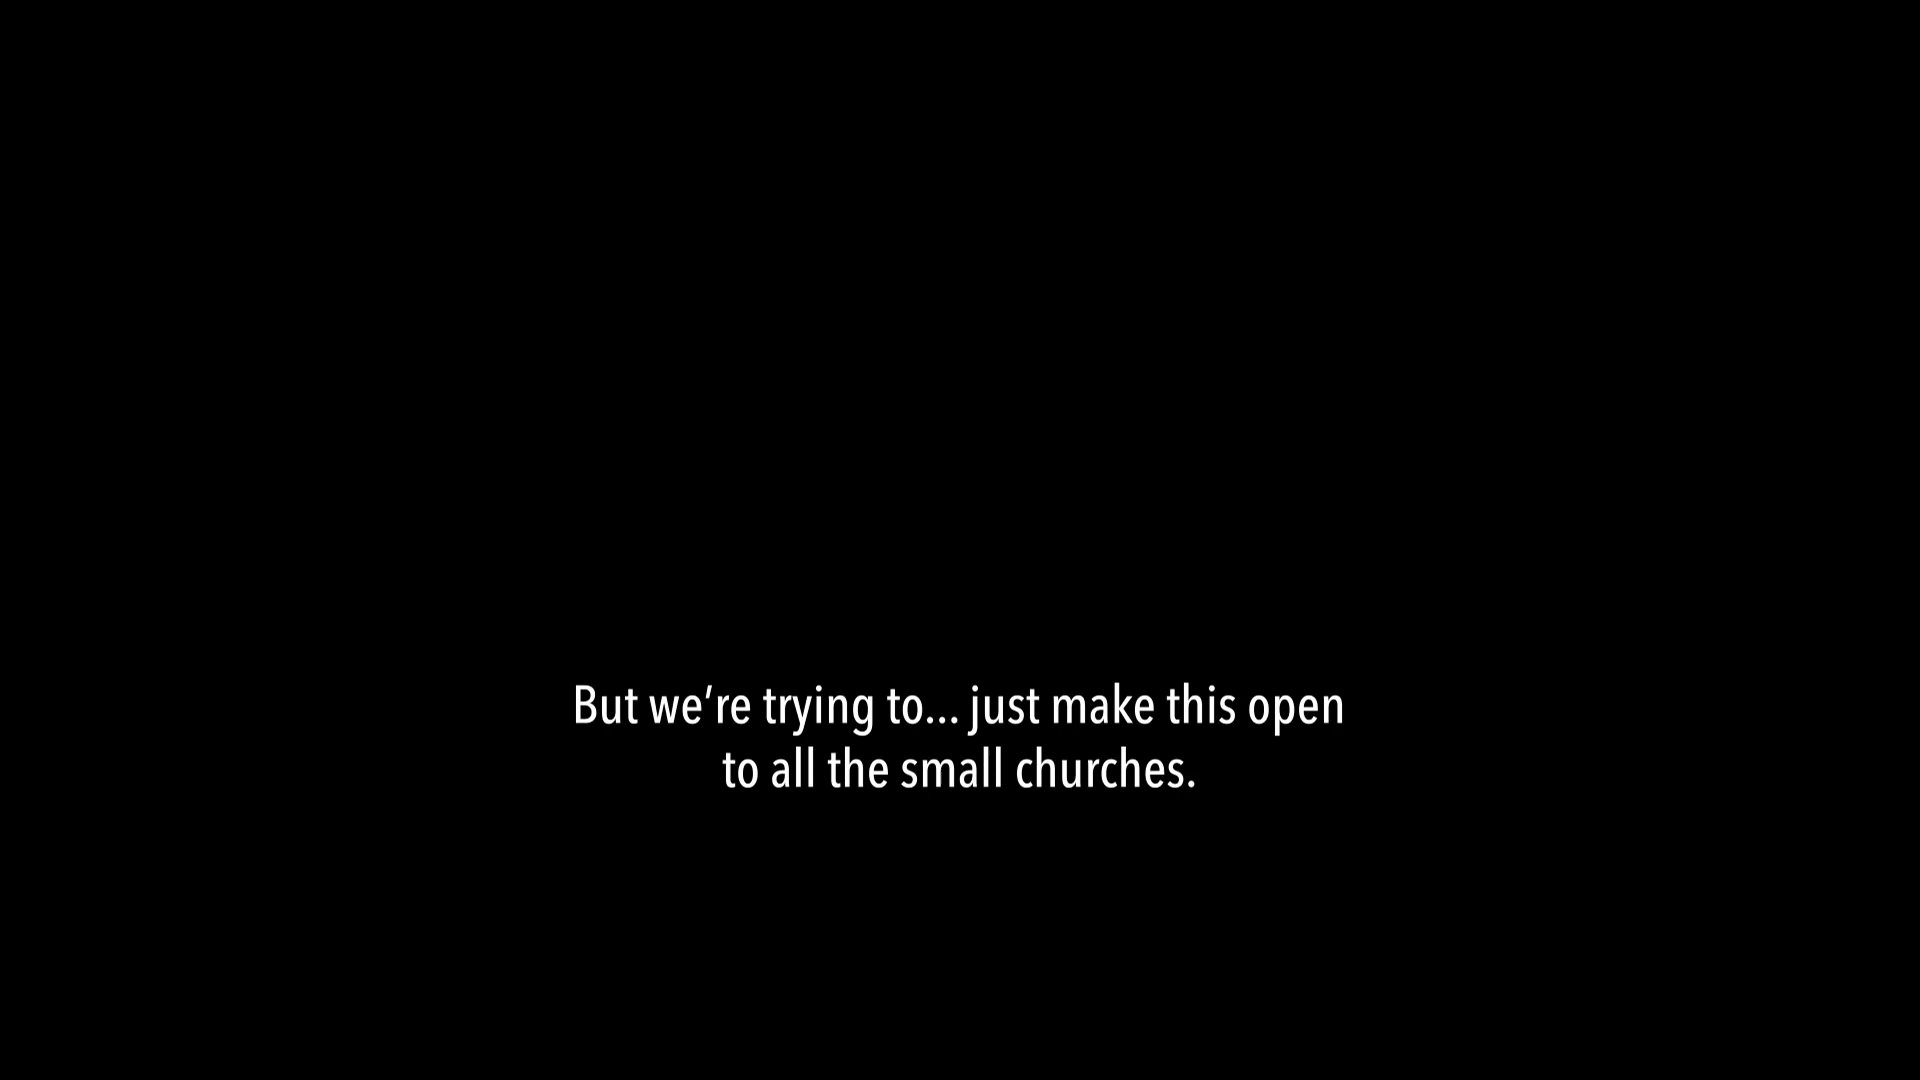 But we‘re trying to... just make this open
to all the small churches.